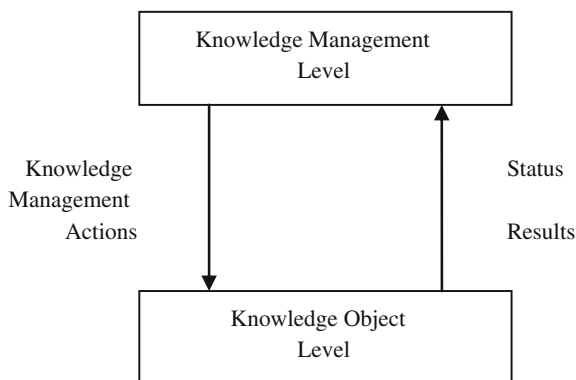 Knowledge Management
Level
Knowledge
Management
Actions
Status
Results
Knowledge Object
Level